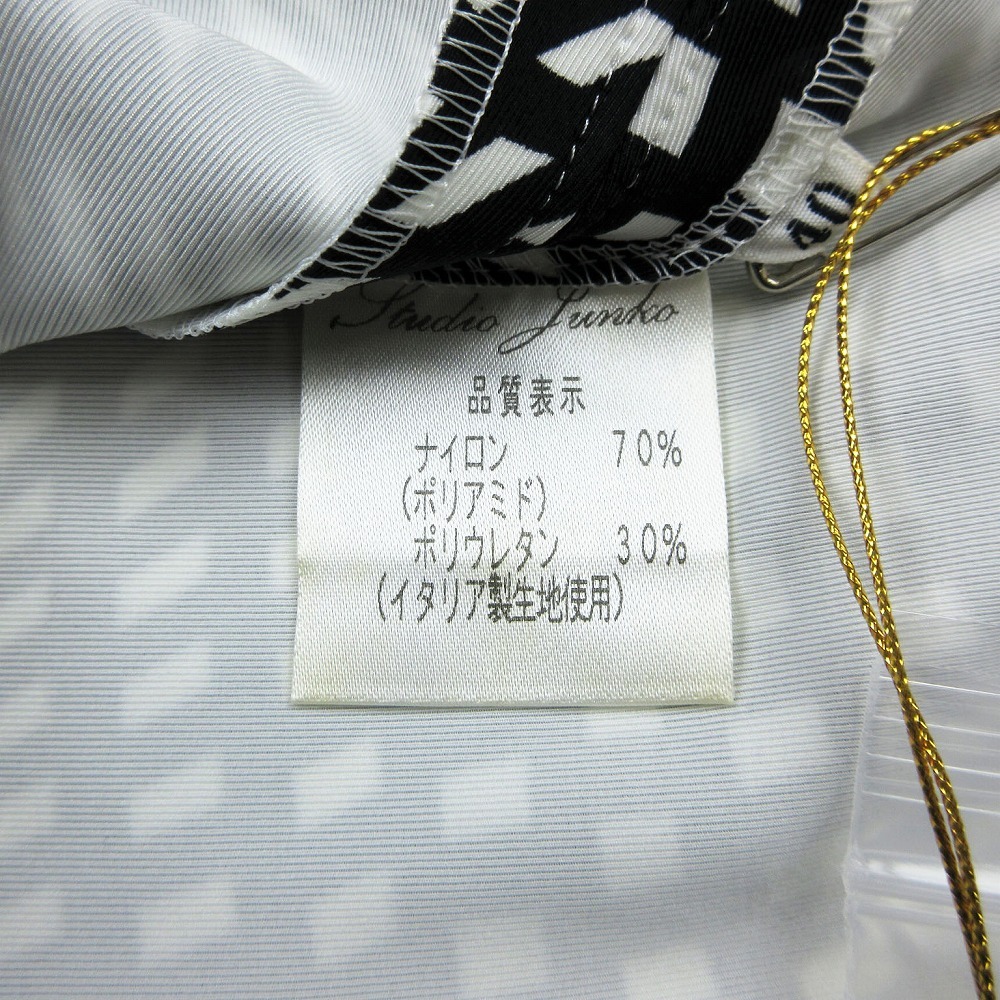 40
Studio Junko
品質表示
ナイロン 70%
(ポリアミド)
ポリウレタン 30%
(イタリア製生地使用)